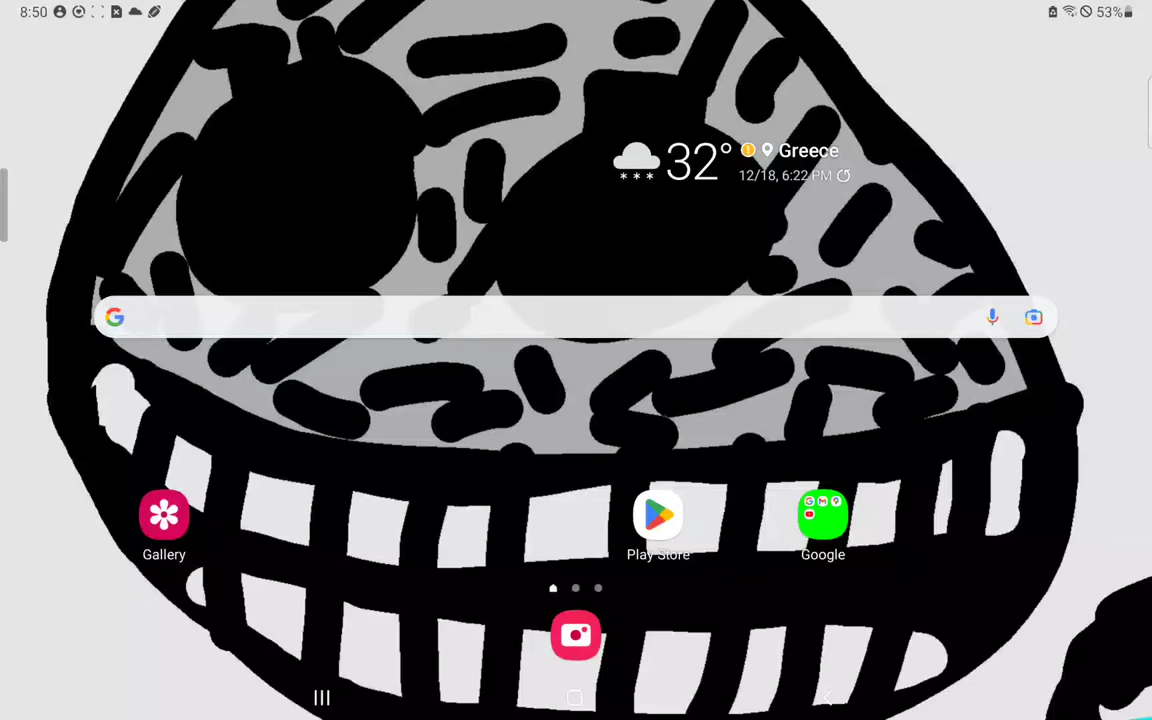 8:50
53%
32°
Greece
12/18, 6:22 PM
Gallery
Play Store
Google